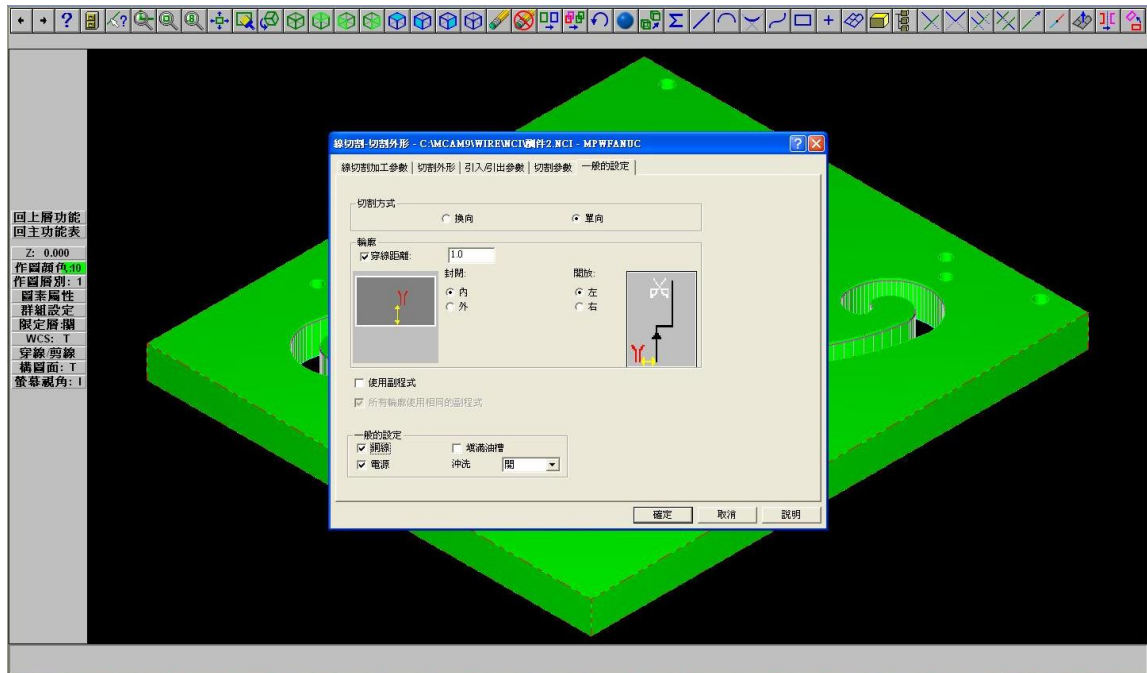 線切割-切割外形 - C:\MCAM9\WIRE\NCI\副件2.NCI - MPWFANUC
線切割加工參數 切割外形 引入/引出參數 切割參數 一般的設定
切割方式
換向 單向
輪廓
穿線距離: 1.0
封閉: 開放:
內 左
外 右
使用副程式
所有輪廓使用相同的副程式
一般的設定
銅線 填滿油槽
電源 沖洗 開
確定 取消 說明
回上層功能
回主功能表
Z: 0.000
作圖顏色:10
作圖層別: 1
圖素屬性
群組設定
限定層:關
WCS: T
穿線/剪線
構圖面: T
螢幕視角: I